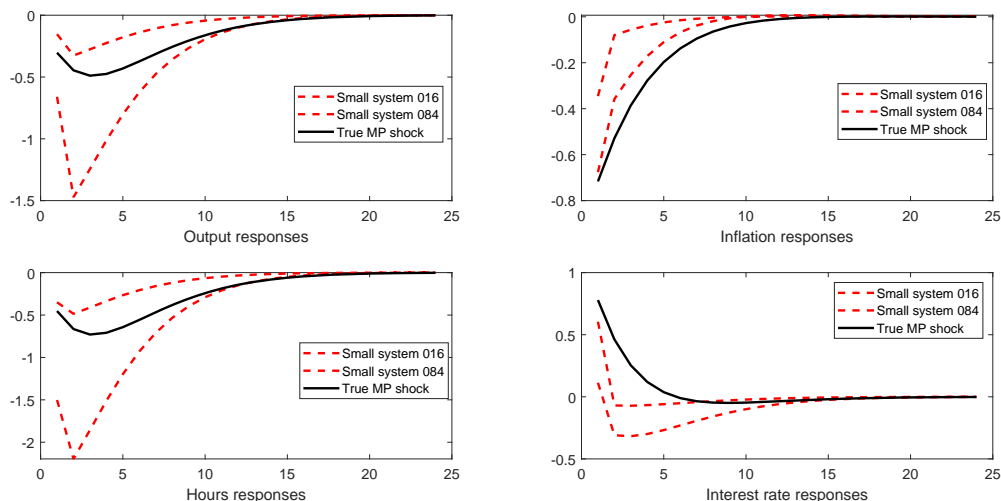 0
-0.5
-1
-1.5
0 5 10 15 20 25
Output responses
Small system 016
Small system 084
True MP shock
0
-0.2
-0.4
-0.6
-0.8
0 5 10 15 20 25
Inflation responses
Small system 016
Small system 084
True MP shock
0
-0.5
-1
-1.5
-2
0 5 10 15 20 25
Hours responses
Small system 016
Small system 084
True MP shock
1
0.5
0
-0.5
0 5 10 15 20 25
Interest rate responses
Small system 016
Small system 084
True MP shock